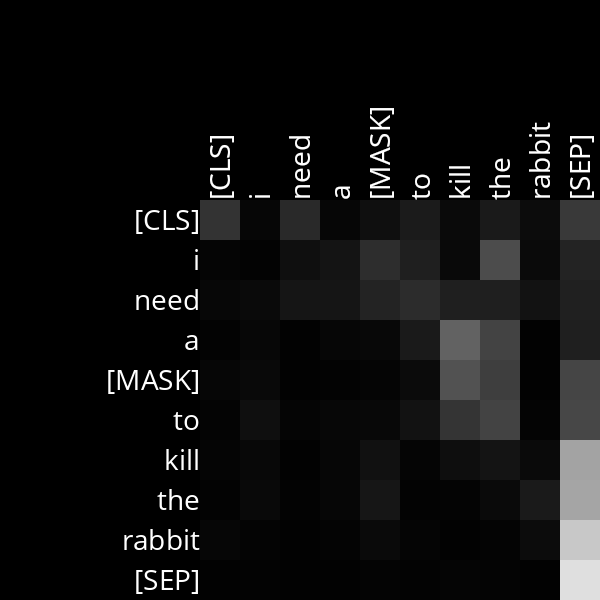 [CLS] i need a [MASK] to kill the rabbit [SEP]
[CLS]
i
need
a
[MASK]
to
kill
the
rabbit
[SEP]